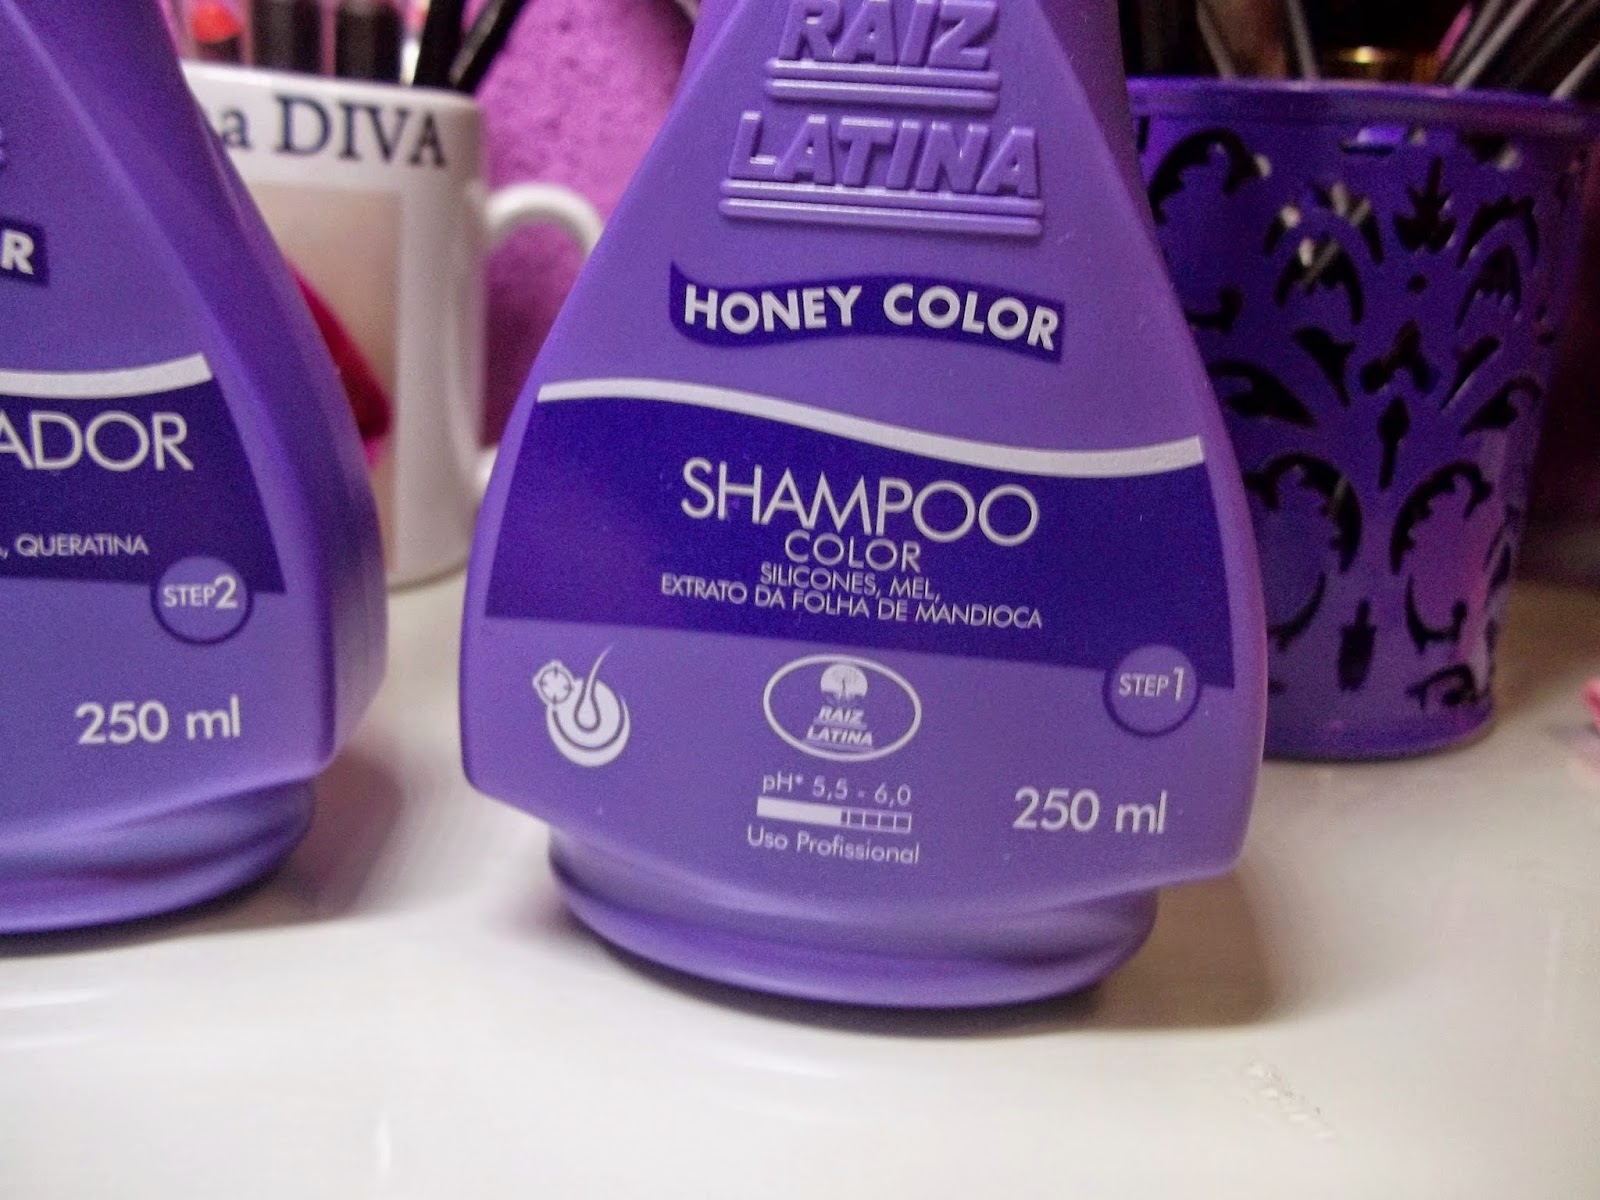 a DIVA
R
ADOR
, QUERATINA
STEP2
250 ml
RAIZ
LATINA
HONEY COLOR
SHAMPOO
COLOR
SILICONES, MEL,
EXTRATO DA FOLHA DE MANDIOCA
STEP1
RAIZ
LATINA
pH* 5,5 - 6,0
250 ml
Uso Profissional